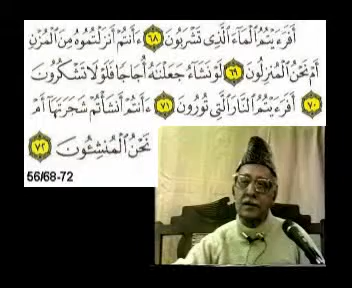 أَفَرَءَيْتُمُ ٱلْمَآءَ ٱلَّذِى تَشْرَبُونَ ٦٨ ءَأَنتُمْ أَنزَلْتُمُوهُ مِنَ ٱلْمُزْنِ
أَمْ نَحْنُ ٱلْمُنزِلُونَ ٦٩ لَوْ نَشَآءُ جَعَلْنَٰهُ أُجَاجًا فَلَوْلَا تَشْكُرُونَ
٧٠ أَفَرَءَيْتُمُ ٱلنَّارَ ٱلَّتِى تُورُونَ ٧١ ءَأَنتُمْ أَنشَأْتُمْ شَجَرَتَهَآ أَمْ
نَحْنُ ٱلْمُنشِـُٔونَ ٧٢
56/68-72